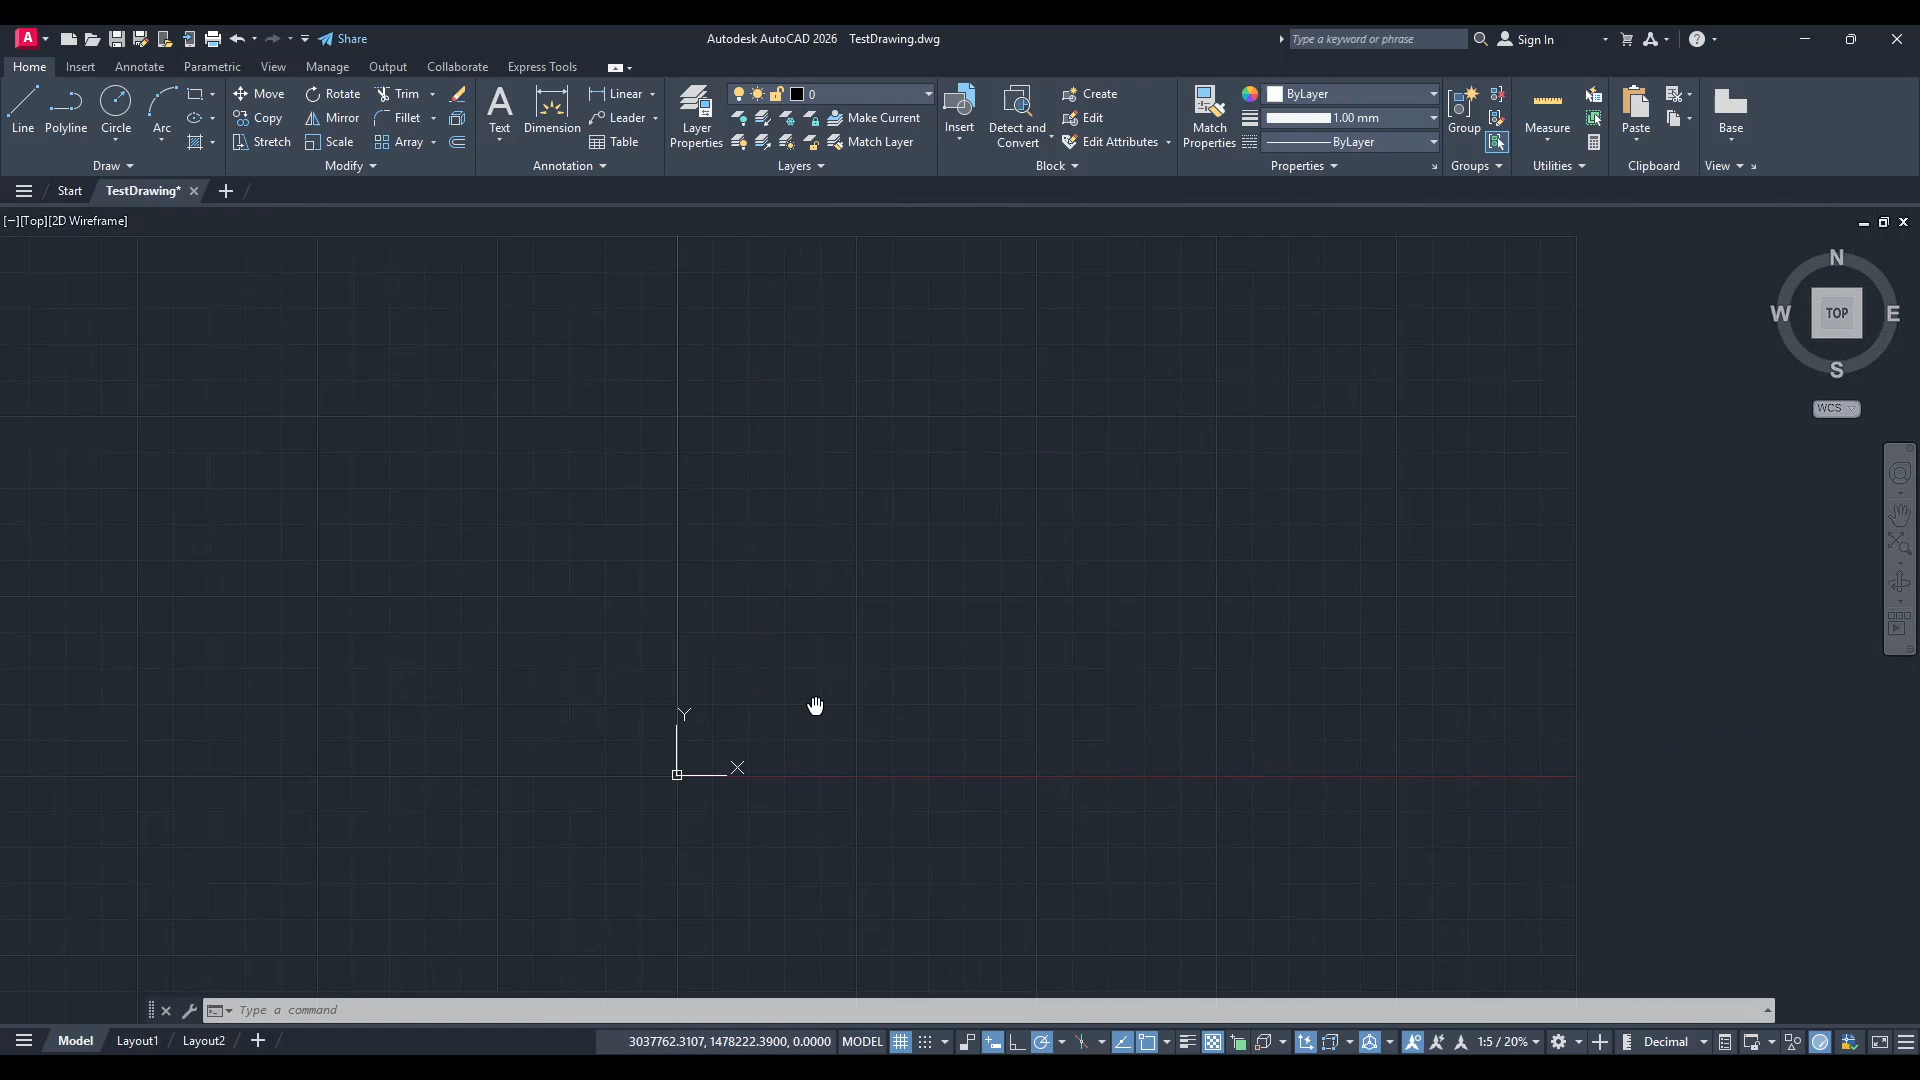 A Share Autodesk AutoCAD 2026 TestDrawing.dwg Type a keyword or phrase Sign In
Home Insert Annotate Parametric View Manage Output Collaborate Express Tools
Line Polyline Circle Arc
Move Rotate Trim
Copy Mirror Fillet
Stretch Scale Array
Text Dimension
Linear
Leader
Table
Layer
Properties
0
Make Current
Match Layer
Insert
Detect and
Convert
Create
Edit
Edit Attributes
Match
Properties
ByLayer
1.00 mm
ByLayer
Group
Measure
Paste
Base
Draw Modify Annotation Layers Block Properties Groups Utilities Clipboard View
Start TestDrawing*
[−][Top][2D Wireframe]
N
W TOP E
S
WCS
Y
X
Type a command
Model Layout1 Layout2 3037762.3107, 1478222.3900, 0.0000 MODEL 1:5 / 20% Decimal